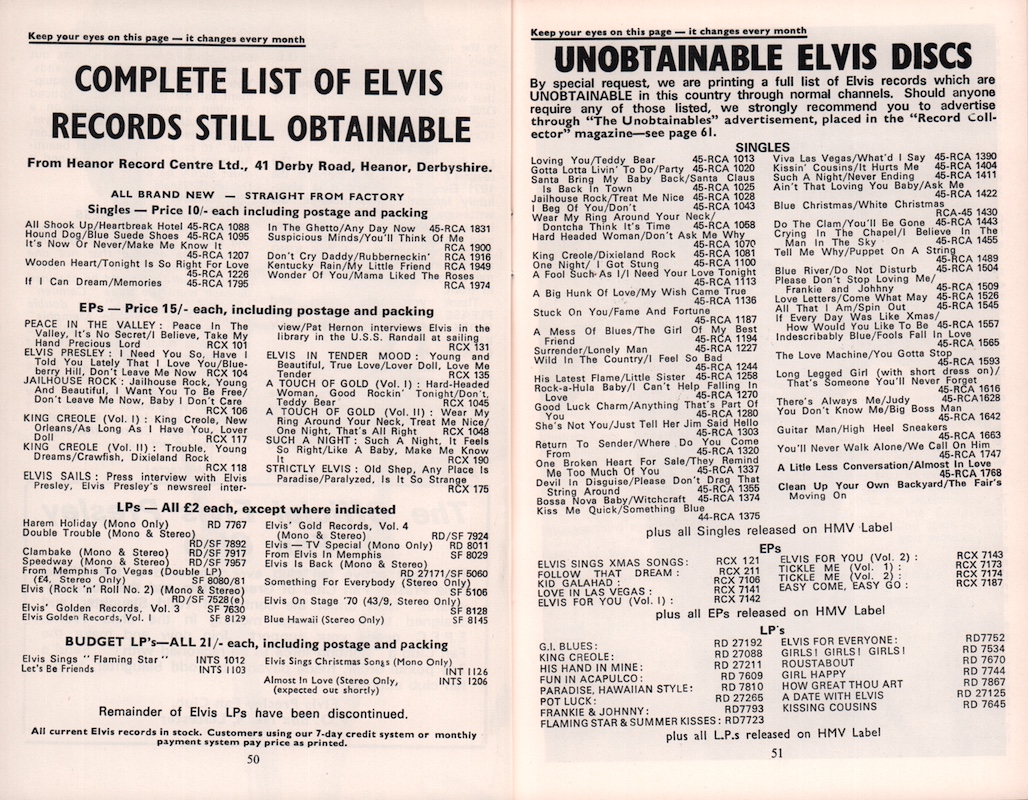 Keep your eyes on this page — it changes every month
COMPLETE LIST OF ELVIS
RECORDS STILL OBTAINABLE
From Heanor Record Centre Ltd., 41 Derby Road, Heanor, Derbyshire.
ALL BRAND NEW — STRAIGHT FROM FACTORY
Singles — Price 10/- each including postage and packing
All Shook Up/Heartbreak Hotel 45-RCA 1088
Hound Dog/Blue Suede Shoes 45-RCA 1095
It's Now Or Never/Make Me Know It
45-RCA 1207
Wooden Heart/Tonight Is So Right For Love
45-RCA 1226
If I Can Dream/Memories 45-RCA 1795
In The Ghetto/Any Day Now 45-RCA 1831
Suspicious Minds/You'll Think Of Me
RCA 1900
Don't Cry Daddy/Rubberneckin' RCA 1916
Kentucky Rain/My Little Friend RCA 1949
Wonder Of You/Mama Liked The Roses
RCA 1974
EPs — Price 15/- each, including postage and packing
PEACE IN THE VALLEY : Peace In The
Valley, It's No Secret/I Believe, Take My
Hand Precious Lord RCX 101
ELVIS PRESLEY : I Need You So, Have I
Told You Lately That I Love You/Blue-
berry Hill, Don't Leave Me Now RCX 104
JAILHOUSE ROCK : Jailhouse Rock, Young
And Beautiful, I Want You To Be Free/
Don't Leave Me Now, Baby I Don't Care
RCX 106
KING CREOLE (Vol. I) : King Creole, New
Orleans/As Long As I Have You, Lover
Doll RCX 117
KING CREOLE (Vol. II) : Trouble, Young
Dreams/Crawfish, Dixieland Rock
RCX 118
ELVIS SAILS : Press interview with Elvis
Presley, Elvis Presley's newsreel inter-
view/Pat Hernon interviews Elvis in the
library in the U.S.S. Randall at sailing
RCX 131
ELVIS IN TENDER MOOD : Young and
Beautiful, True Love/Lover Doll, Love Me
Tender RCX 135
A TOUCH OF GOLD (Vol. I) : Hard-Headed
Woman, Good Rockin' Tonight/Don't,
Teddy Bear RCX 1045
A TOUCH OF GOLD (Vol. II) : Wear My
Ring Around Your Neck, Treat Me Nice/
One Night, That's All Right RCX 1048
SUCH A NIGHT : Such A Night, It Feels
So Right/Like A Baby, Make Me Know
It RCX 190
STRICTLY ELVIS : Old Shep, Any Place Is
Paradise/Paralyzed, Is It So Strange
RCX 175
LPs — All £2 each, except where indicated
Harem Holiday (Mono Only) RD 7767
Double Trouble (Mono & Stereo)
RD/SF 7892
Clambake (Mono & Stereo) RD/SF 7917
Speedway (Mono & Stereo) RD/SF 7957
From Memphis To Vegas (Double LP)
(£4, Stereo Only) SF 8080/81
Elvis (Rock 'n' Roll No. 2) (Mono & Stereo)
RD/SF 7528(e)
Elvis' Golden Records, Vol. 3 SF 7630
Elvis Golden Records, Vol. I SF 8129
Elvis' Gold Records, Vol. 4
(Mono & Stereo) RD/SF 7924
Elvis — TV Special (Mono Only) RD 8011
From Elvis In Memphis SF 8029
Elvis Is Back (Mono & Stereo)
RD 27171/SF 5060
Something For Everybody (Stereo Only)
SF 5106
Elvis On Stage '70 (43/9, Stereo Only)
SF 8128
Blue Hawaii (Stereo Only) SF 8145
BUDGET LP's—ALL 21/- each, including postage and packing
Elvis Sings "Flaming Star" INTS 1012
Let's Be Friends INTS 1103
Elvis Sings Christmas Songs (Mono Only)
INT 1126
Almost In Love (Stereo Only, INTS 1206
(expected out shortly)
Remainder of Elvis LPs have been discontinued.
All current Elvis records in stock. Customers using our 7-day credit system or monthly
payment system pay price as printed.
50
Keep your eyes on this page — it changes every month
UNOBTAINABLE ELVIS DISCS
By special request, we are printing a full list of Elvis records which are
UNOBTAINABLE in this country through normal channels. Should anyone
require any of those listed, we strongly recommend you to advertise
through "The Unobtainables" advertisement, placed in the "Record Coll-
ector" magazine—see page 61.
SINGLES
Loving You/Teddy Bear 45-RCA 1013
Gotta Lotta Livin' To Do/Party 45-RCA 1020
Santa Bring My Baby Back/Santa Claus
Is Back In Town 45-RCA 1025
Jailhouse Rock/Treat Me Nice 45-RCA 1028
I Beg Of You/Don't 45-RCA 1043
Wear My Ring Around Your Neck/
Dontcha Think It's Time 45-RCA 1058
Hard Headed Woman/Don't Ask Me Why
45-RCA 1070
King Creole/Dixieland Rock 45-RCA 1081
One Night/ I Got Stung 45-RCA 1100
A Fool Such As I/I Need Your Love Tonight
45-RCA 1113
A Big Hunk Of Love/My Wish Came True
45-RCA 1136
Stuck On You/Fame And Fortune
45-RCA 1187
A Mess Of Blues/The Girl Of My Best
Friend 45-RCA 1194
Surrender/Lonely Man 45-RCA 1227
Wild In The Country/I Feel So Bad
45-RCA 1244
His Latest Flame/Little Sister 45-RCA 1258
Rock-a-Hula Baby/I Can't Help Falling In
Love 45-RCA 1270
Good Luck Charm/Anything That's Part Of
You 45-RCA 1280
She's Not You/Just Tell Her Jim Said Hello
45-RCA 1303
Return To Sender/Where Do You Come
From 45-RCA 1320
One Broken Heart For Sale/They Remind
Me Too Much Of You 45-RCA 1337
Devil In Disguise/Please Don't Drag That
String Around 45-RCA 1355
Bossa Nova Baby/Witchcraft 45-RCA 1374
Kiss Me Quick/Something Blue
44-RCA 1375
Viva Las Vegas/What'd I Say 45-RCA 1390
Kissin' Cousins/It Hurts Me 45-RCA 1404
Such A Night/Never Ending 45-RCA 1411
Ain't That Loving You Baby/Ask Me
45-RCA 1422
Blue Christmas/White Christmas
RCA-45 1430
Do The Clam/You'll Be Gone 45-RCA 1443
Crying In The Chapel/I Believe In The
Man In The Sky 45-RCA 1455
Tell Me Why/Puppet On A String
45-RCA 1489
Blue River/Do Not Disturb 45-RCA 1504
Please Don't Stop Loving Me/
Frankie and Johhny 45-RCA 1509
Love Letters/Come What May 45-RCA 1526
All That I Am/Spin Out 45-RCA 1545
If Every Day Was Like Xmas/
How Would You Like To Be 45-RCA 1557
Indescribably Blue/Fools Fall In Love
45-RCA 1565
The Love Machine/You Gotta Stop
45-RCA 1593
Long Legged Girl (with short dress on)/
That's Someone You'll Never Forget
45-RCA 1616
There's Always Me/Judy 45-RCA1628
You Don't Know Me/Big Boss Man
45-RCA 1642
Guitar Man/High Heel Sneakers
45-RCA 1663
You'll Never Walk Alone/We Call On Him
45-RCA 1747
A Litle Less Conversation/Almost In Love
45-RCA 1768
Clean Up Your Own Backyard/The Fair's
Moving On
plus all Singles released on HMV Label
EPs
ELVIS SINGS XMAS SONGS: RCX 121
FOLLOW THAT DREAM : RCX 211
KID GALAHAD : RCX 7106
LOVE IN LAS VEGAS : RCX 7141
ELVIS FOR YOU (Vol. I) : RCX 7142
ELVIS FOR YOU (Vol. 2) : RCX 7143
TICKLE ME (Vol. 1) : RCX 7173
TICKLE ME (Vol. 2) : RCX 7174
EASY COME, EASY GO : RCX 7187
plus all EPs released on HMV Label
LP's
G.I. BLUES : RD 27192
KING CREOLE: RD 27088
HIS HAND IN MINE: RD 27211
FUN IN ACAPULCO: RD 7609
PARADISE, HAWAIIAN STYLE: RD 7810
POT LUCK: RD 27265
FRANKIE & JOHNNY: RD7793
FLAMING STAR & SUMMER KISSES: RD7723
ELVIS FOR EVERYONE: RD7752
GIRLS! GIRLS! GIRLS! RD 7534
ROUSTABOUT RD 7670
GIRL HAPPY RD 7744
HOW GREAT THOU ART RD 7867
A DATE WITH ELVIS RD 27125
KISSING COUSINS RD 7645
plus all L.P.s released on HMV Label
51